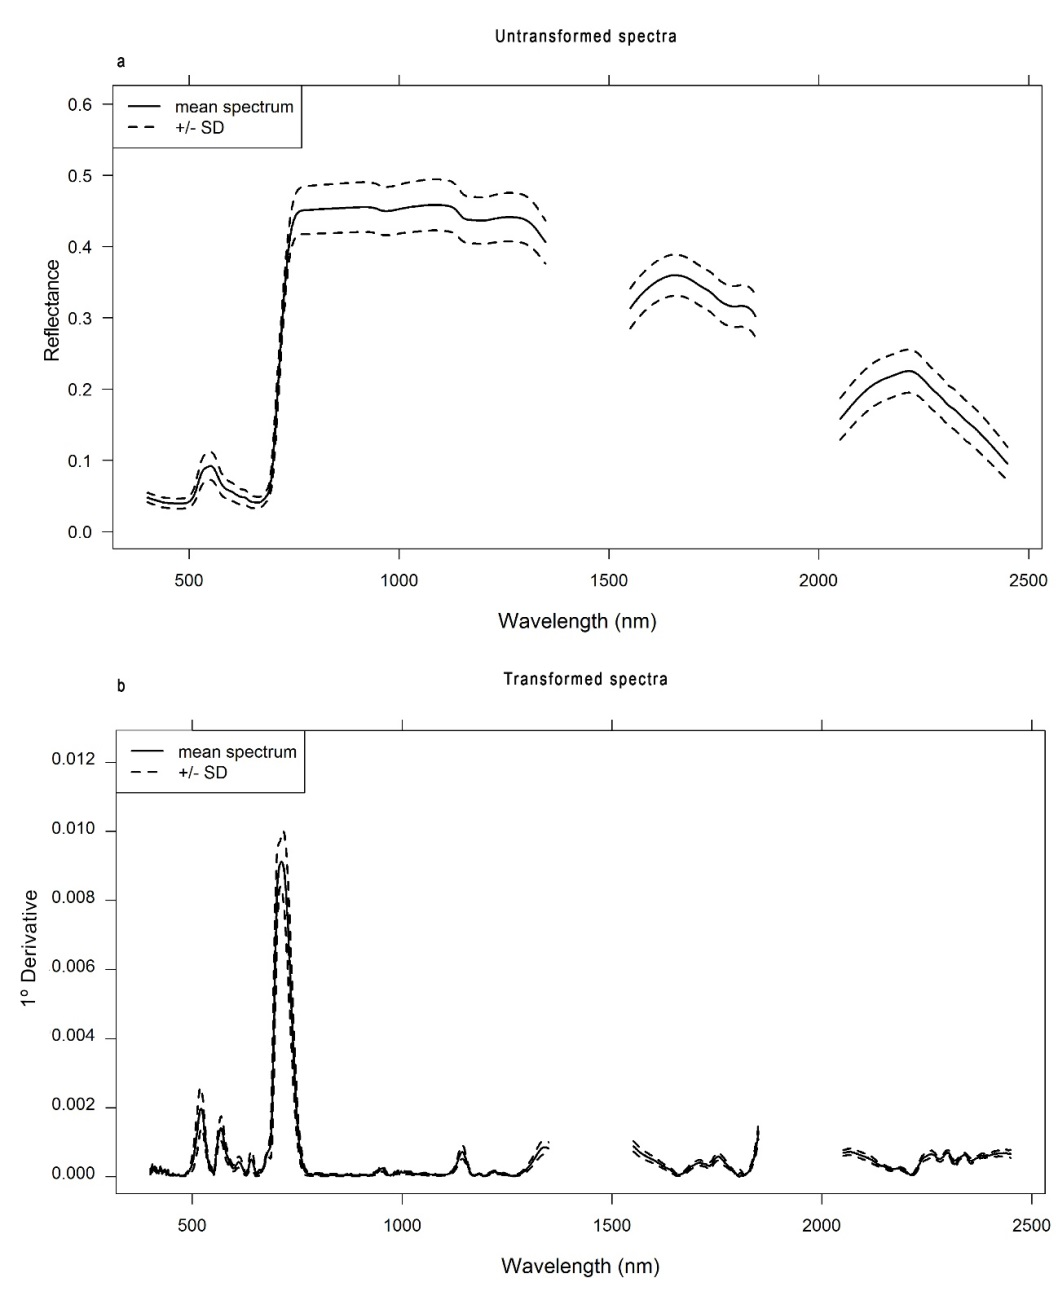 Untransformed spectra
a
mean spectrum
+/- SD
0.6
0.5
0.4
0.3
0.2
0.1
0.0
Reflectance
500 1000 1500 2000 2500
Wavelength (nm)
Transformed spectra
b
mean spectrum
+/- SD
0.012
0.010
0.008
0.006
0.004
0.002
0.000
1º Derivative
500 1000 1500 2000 2500
Wavelength (nm)